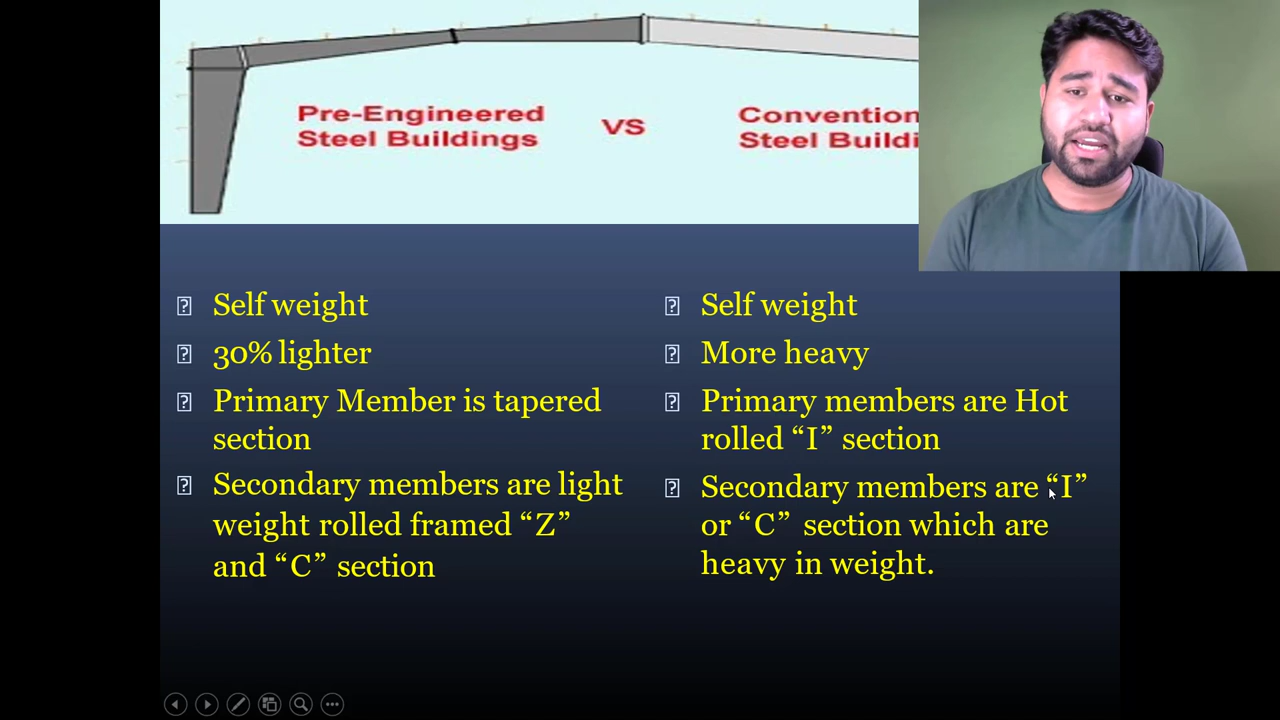 Pre-Engineered
Steel Buildings
VS
Convention
Steel Buildi
Self weight
30% lighter
Primary Member is tapered
section
Secondary members are light
weight rolled framed “Z”
and “C” section
Self weight
More heavy
Primary members are Hot
rolled “I” section
Secondary members are “I”
or “C” section which are
heavy in weight.